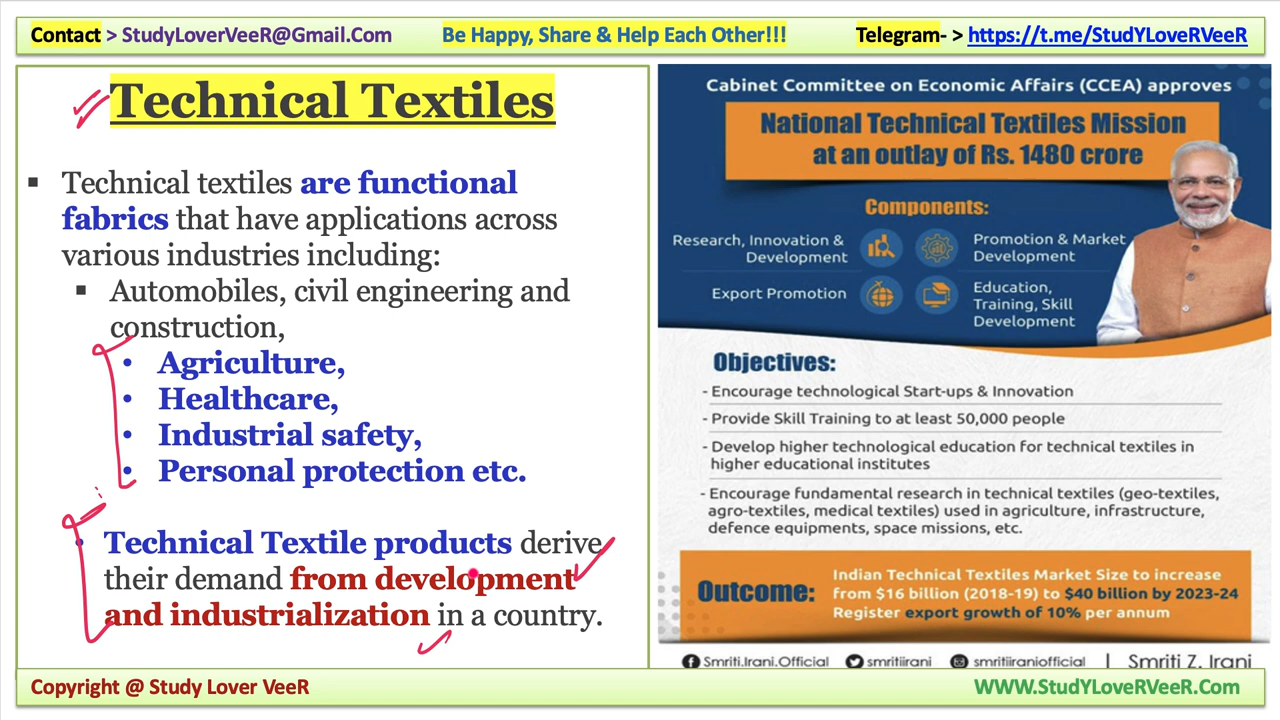 Contact > StudyLoverVeeR@Gmail.Com
Be Happy, Share & Help Each Other!!!
Telegram- > https://t.me/StudYLoveRVeeR
Technical Textiles
▪ Technical textiles are functional
fabrics that have applications across
various industries including:
▪ Automobiles, civil engineering and
construction,
• Agriculture,
• Healthcare,
• Industrial safety,
• Personal protection etc.
• Technical Textile products derive
their demand from development
and industrialization in a country.
Cabinet Committee on Economic Affairs (CCEA) approves
National Technical Textiles Mission
at an outlay of Rs. 1480 crore
Components:
Research, Innovation &
Development
Promotion & Market
Development
Export Promotion
Education,
Training, Skill
Development
Objectives:
- Encourage technological Start-ups & Innovation
- Provide Skill Training to at least 50,000 people
- Develop higher technological education for technical textiles in
higher educational institutes
- Encourage fundamental research in technical textiles (geo-textiles,
agro-textiles, medical textiles) used in agriculture, infrastructure,
defence equipments, space missions, etc.
Outcome:
Indian Technical Textiles Market Size to increase
from $16 billion (2018-19) to $40 billion by 2023-24
Register export growth of 10% per annum
Smriti.Irani.Official
smritiirani
smritiiraniofficial
| Smriti Z. Irani
Copyright @ Study Lover VeeR
WWW.StudYLoveRVeeR.Com